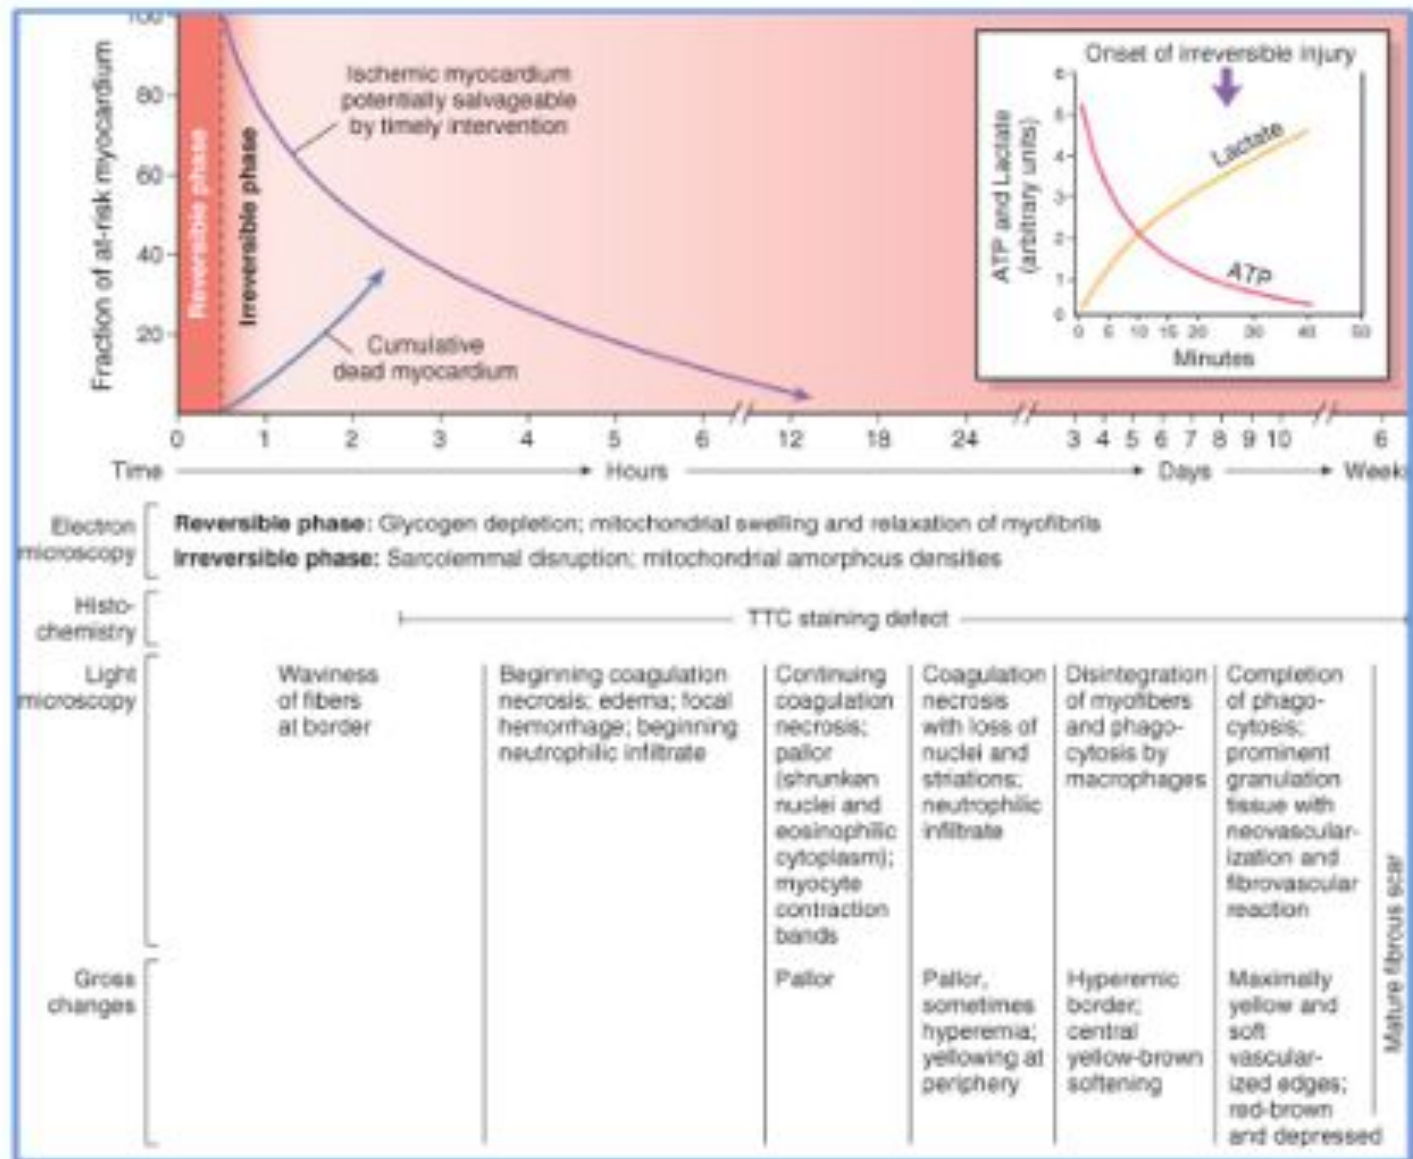 100
80
60
40
20
Fraction of at-risk myocardium
Reversible phase
Irreversible phase
Ischemic myocardium
potentially salvageable
by timely intervention
Cumulative
dead myocardium
Onset of irreversible injury
ATP and Lactate
(arbitrary units)
6
5
4
3
2
1
0
Lactate
ATP
0 5 10 15 20 30 40 50
Minutes
0 1 2 3 4 5 6 12 18 24 3 4 5 6 7 8 9 10 6
Time Hours Days Week
Electron
microscopy
Reversible phase: Glycogen depletion; mitochondrial swelling and relaxation of myofibrils
Irreversible phase: Sarcolemmal disruption; mitochondrial amorphous densities
Histo-
chemistry
TTC staining defect
Light
microscopy
Waviness
of fibers
at border
Beginning coagulation
necrosis; edema; focal
hemorrhage; beginning
neutrophilic infiltrate
Continuing
coagulation
necrosis;
pallor
(shrunken
nuclei and
eosinophilic
cytoplasm);
myocyte
contraction
bands
Coagulation
necrosis
with loss of
nuclei and
striations;
neutrophilic
infiltrate
Disintegration
of myofibers
and phago-
cytosis by
macrophages
Completion
of phago-
cytosis;
prominent
granulation
tissue with
neovascular-
ization and
fibrovascular
reaction
Mature fibrous scar
Gross
changes
Pallor
Pallor,
sometimes
hyperemia;
yellowing at
periphery
Hyperemic
border;
central
yellow-brown
softening
Maximally
yellow and
soft
vascular-
ized edges;
red-brown
and depressed